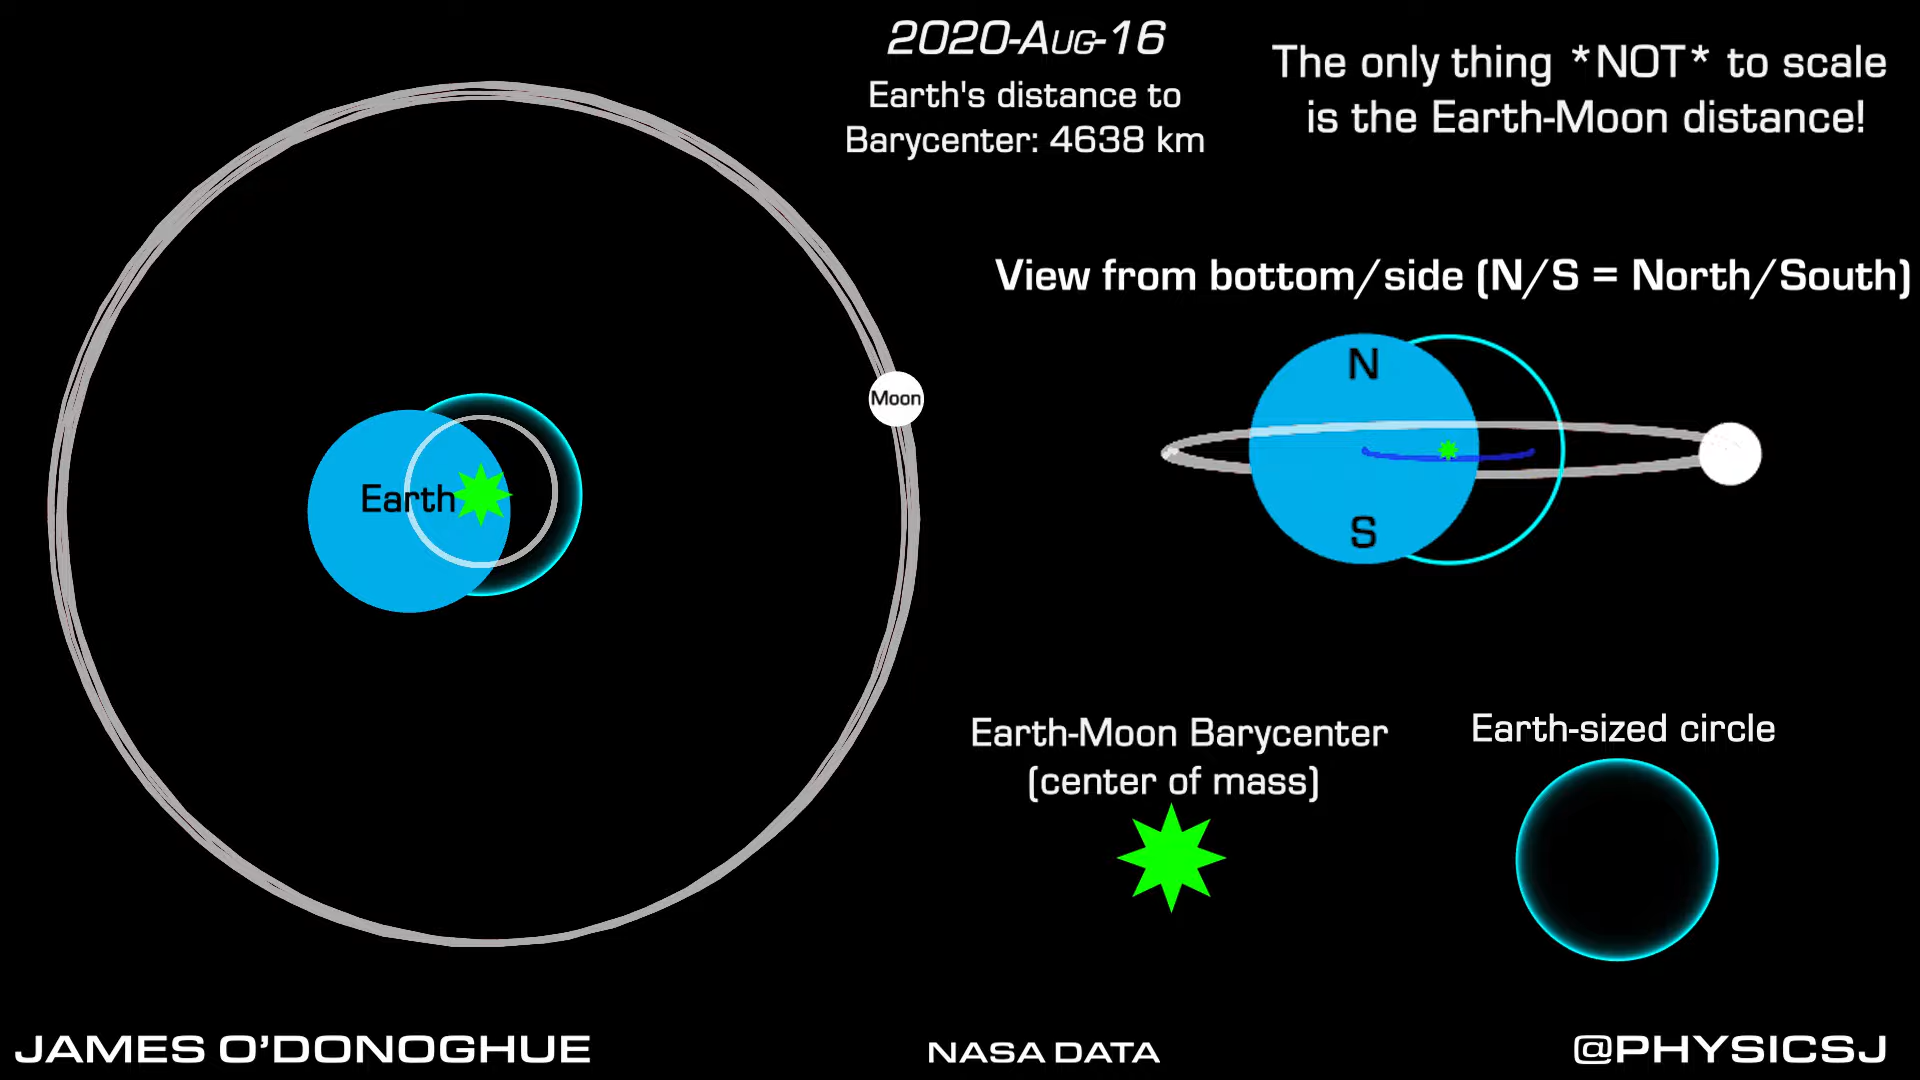 2020-Aug-16
Earth's distance to
Barycenter: 4638 km
The only thing *NOT* to scale
is the Earth-Moon distance!
View from bottom/side (N/S = North/South)
Moon
Earth
N
S
Earth-Moon Barycenter
(center of mass)
Earth-sized circle
JAMES O'DONOGHUE
NASA DATA
@PHYSICSJ